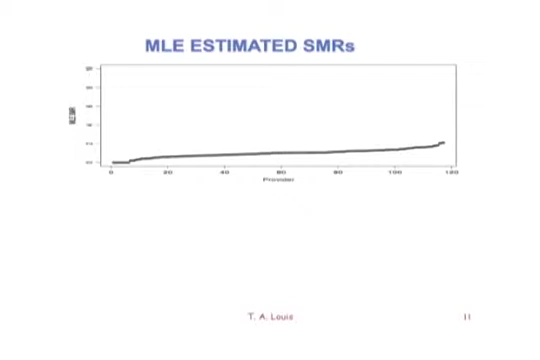 MLE ESTIMATED SMRs
0 20 40 60 80 100 120
Provider
T. A. Louis 11